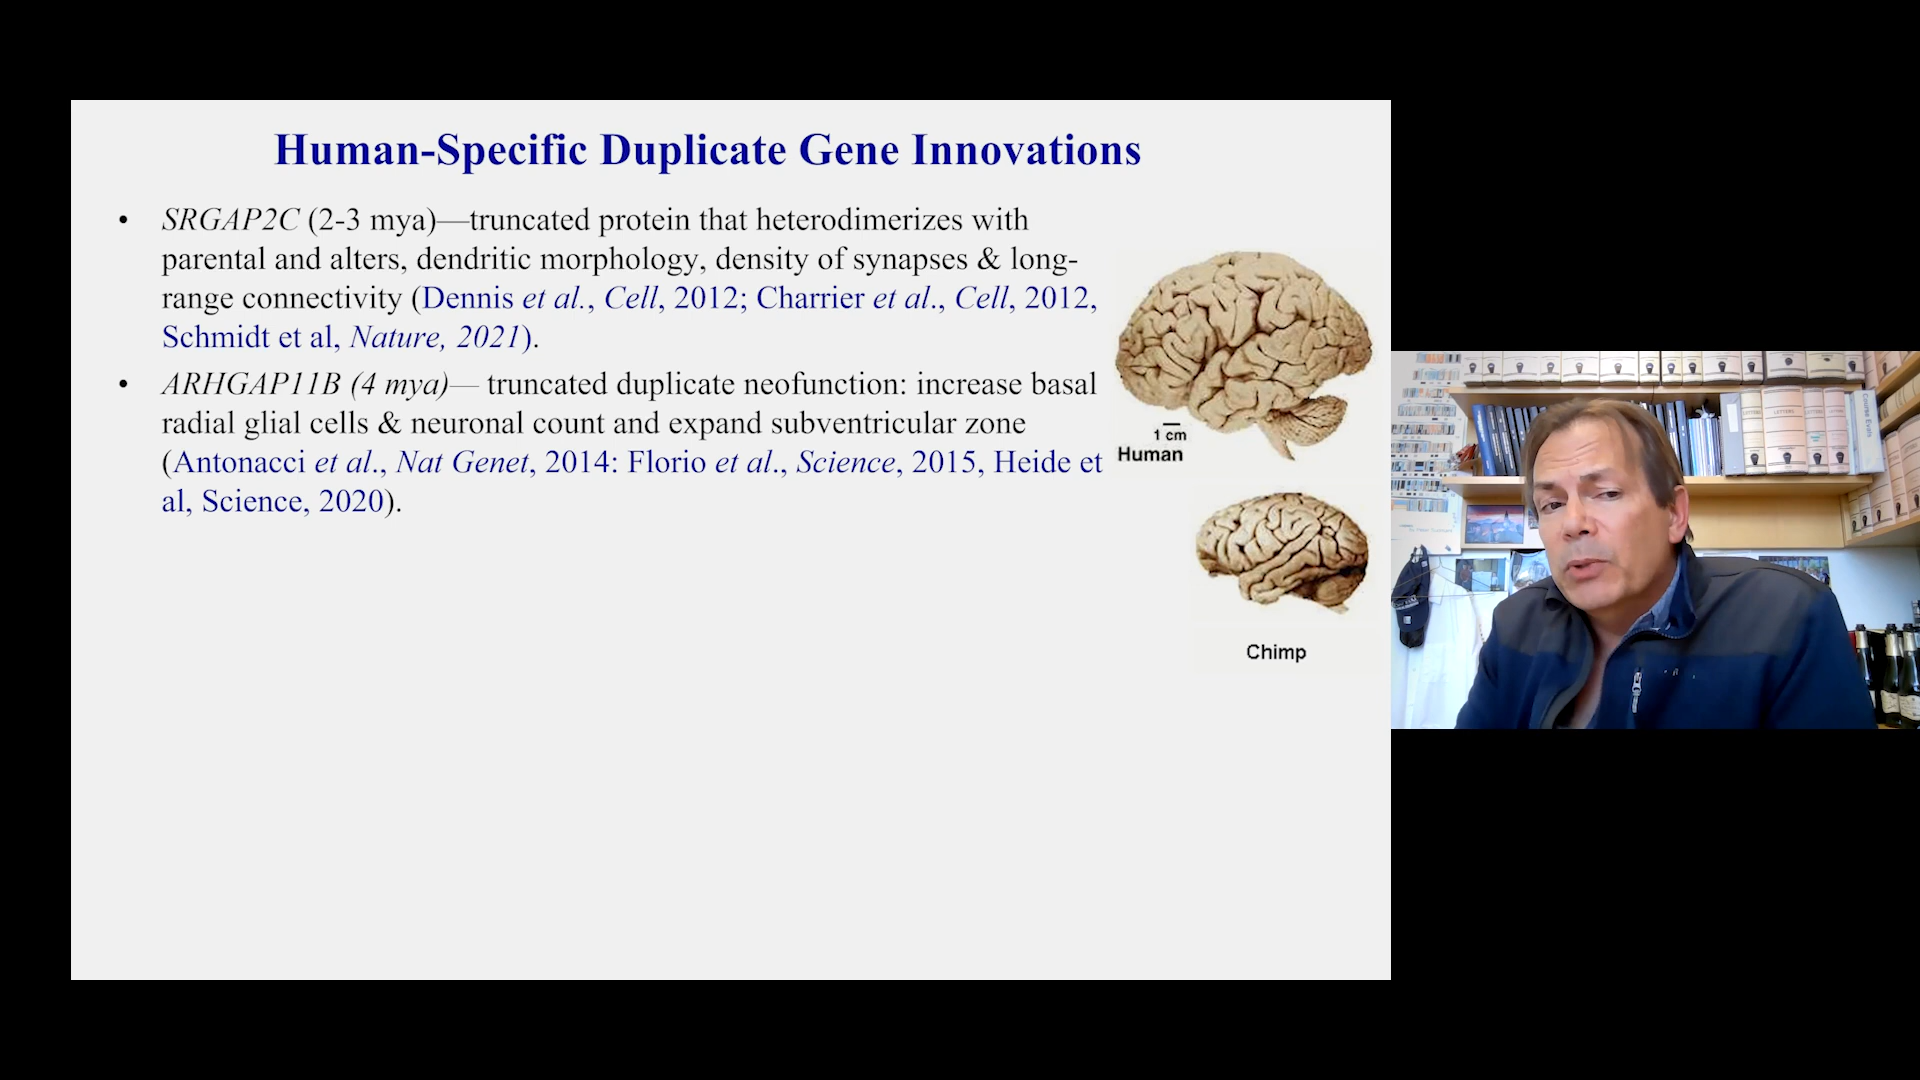 Human-Specific Duplicate Gene Innovations
• SRGAP2C (2-3 mya)—truncated protein that heterodimerizes with
parental and alters, dendritic morphology, density of synapses & long-
range connectivity (Dennis et al., Cell, 2012; Charrier et al., Cell, 2012,
Schmidt et al, Nature, 2021).
• ARHGAP11B (4 mya)— truncated duplicate neofunction: increase basal
radial glial cells & neuronal count and expand subventricular zone
(Antonacci et al., Nat Genet, 2014: Florio et al., Science, 2015, Heide et
al, Science, 2020).
1 cm
Human
Chimp
LETTERS
Course Evals